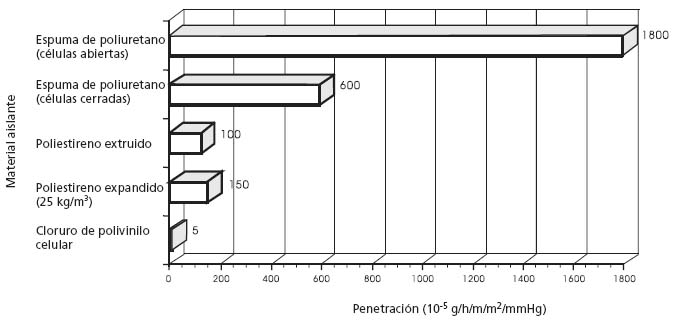 Material aislante
Espuma de poliuretano
(células abiertas)
1800
Espuma de poliuretano
(células cerradas)
600
Poliestireno extruido
100
Poliestireno expandido
(25 kg/m³)
150
Cloruro de polivinilo
celular
5
0 200 400 600 800 1000 1200 1400 1600 1800
Penetración (10⁻⁵ g/h/m/m²/mmHg)